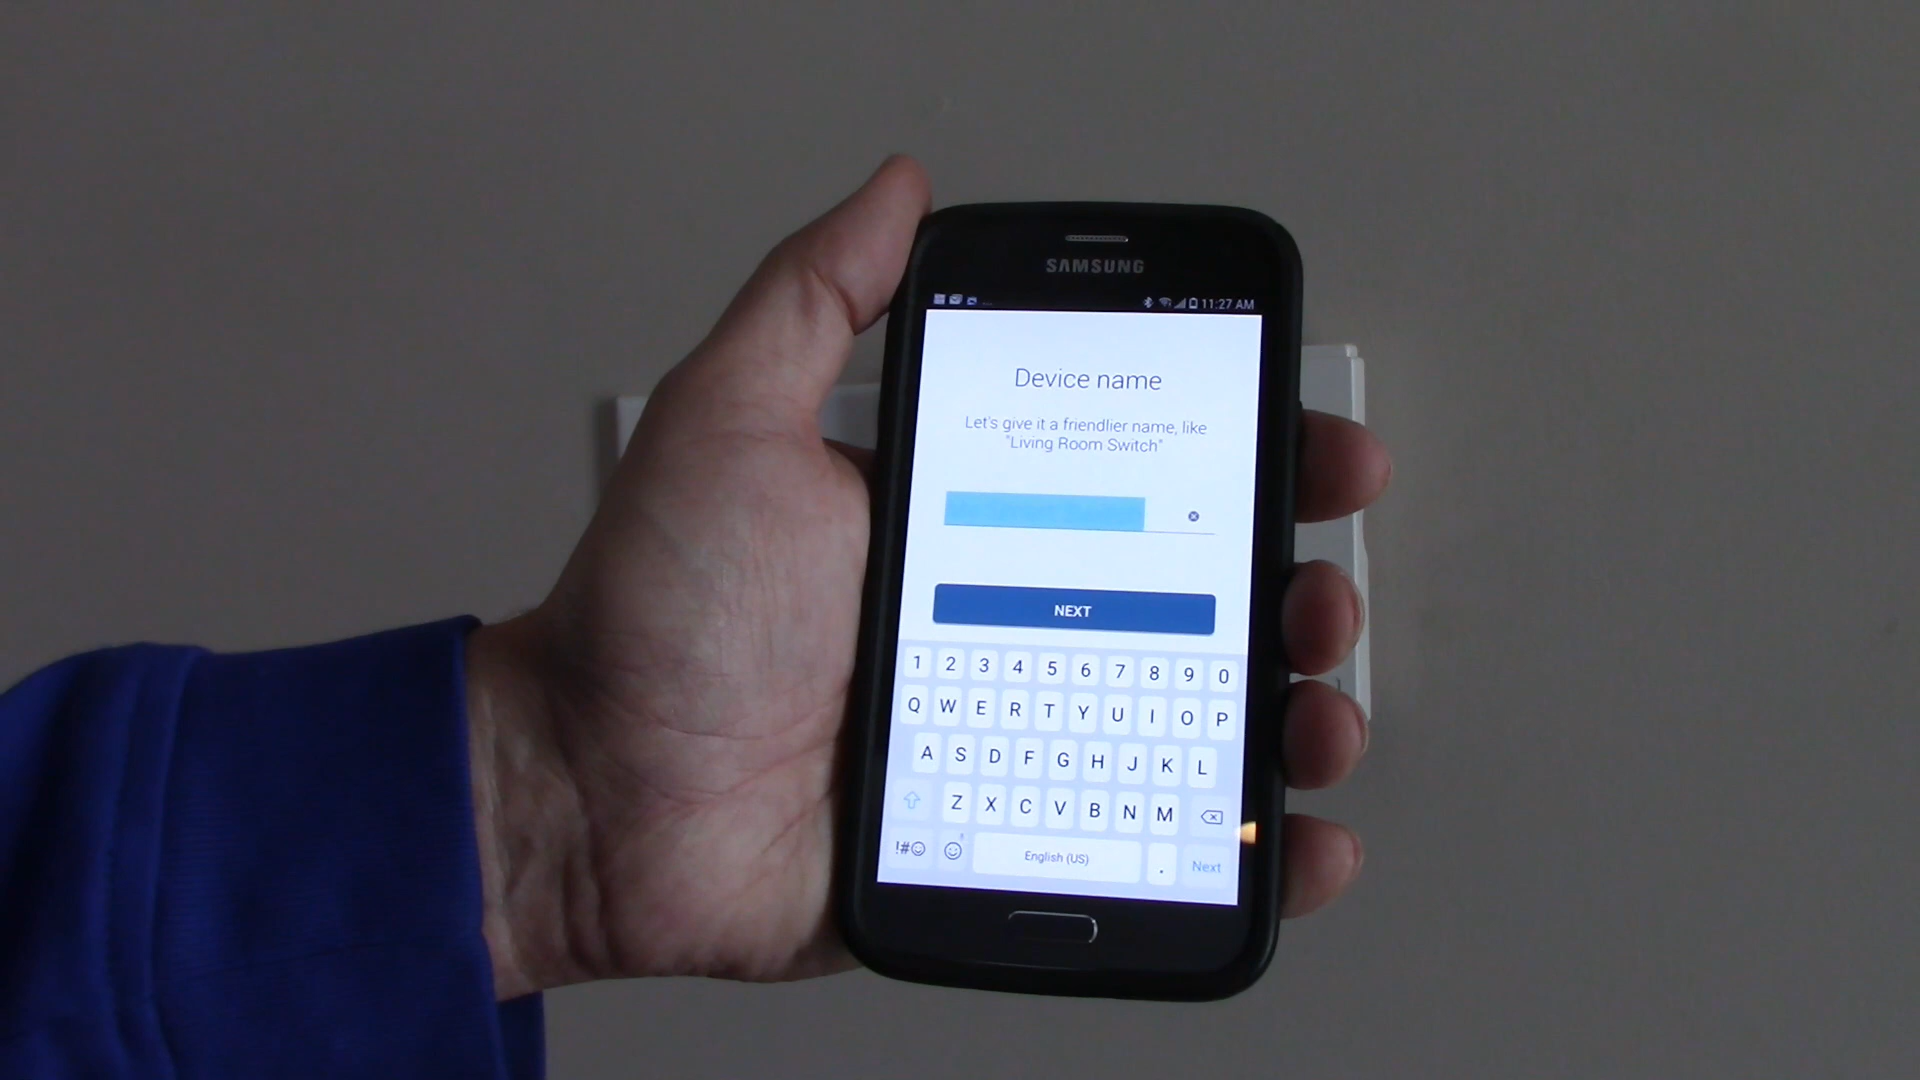 SAMSUNG
11:27 AM
Device name
Let's give it a friendlier name, like
"Living Room Switch"
NEXT
1 2 3 4 5 6 7 8 9 0
Q W E R T Y U I O P
A S D F G H J K L
Z X C V B N M
!#☺ English (US) . Next